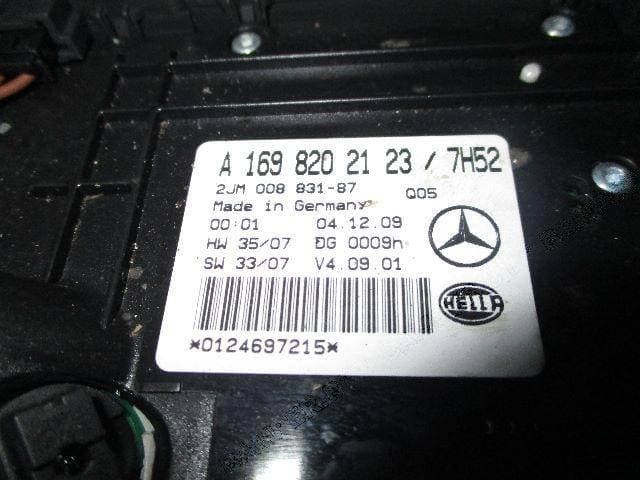 A 169 820 21 23 / 7H52
2JM 008 831-87 Q05
Made in Germany
00:01 04.12.09
HW 35/07 DG 0009h
SW 33/07 V4.09.01
HELLA
*0124697215*